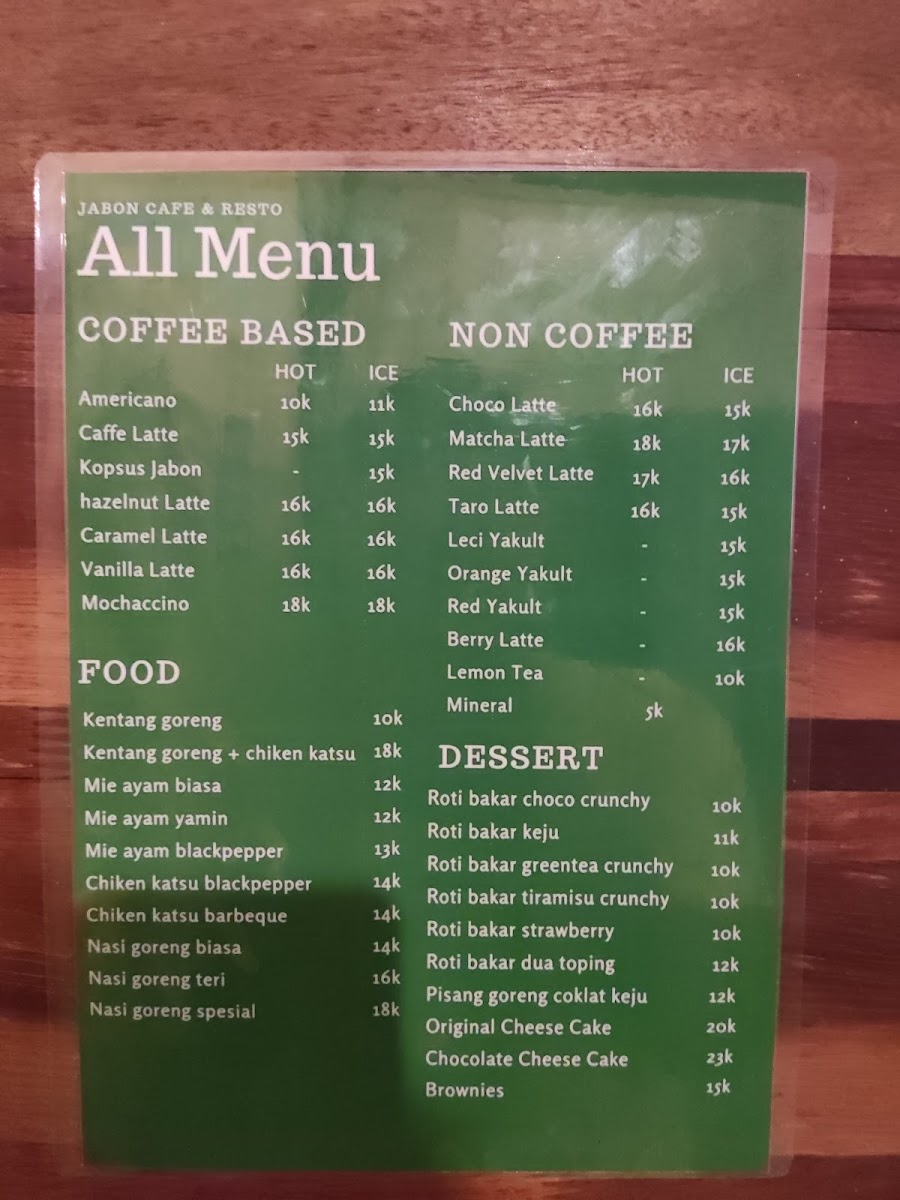 JABON CAFE & RESTO
All Menu
COFFEE BASED
HOT ICE
Americano 10k 11k
Caffe Latte 15k 15k
Kopsus Jabon - 15k
hazelnut Latte 16k 16k
Caramel Latte 16k 16k
Vanilla Latte 16k 16k
Mochaccino 18k 18k
FOOD
Kentang goreng 10k
Kentang goreng + chiken katsu 18k
Mie ayam biasa 12k
Mie ayam yamin 12k
Mie ayam blackpepper 13k
Chiken katsu blackpepper 14k
Chiken katsu barbeque 14k
Nasi goreng biasa 14k
Nasi goreng teri 16k
Nasi goreng spesial 18k
NON COFFEE
HOT ICE
Choco Latte 16k 15k
Matcha Latte 18k 17k
Red Velvet Latte 17k 16k
Taro Latte 16k 15k
Leci Yakult - 15k
Orange Yakult - 15k
Red Yakult - 15k
Berry Latte - 16k
Lemon Tea - 10k
Mineral 5k
DESSERT
Roti bakar choco crunchy 10k
Roti bakar keju 11k
Roti bakar greentea crunchy 10k
Roti bakar tiramisu crunchy 10k
Roti bakar strawberry 10k
Roti bakar dua toping 12k
Pisang goreng coklat keju 12k
Original Cheese Cake 20k
Chocolate Cheese Cake 23k
Brownies 15k